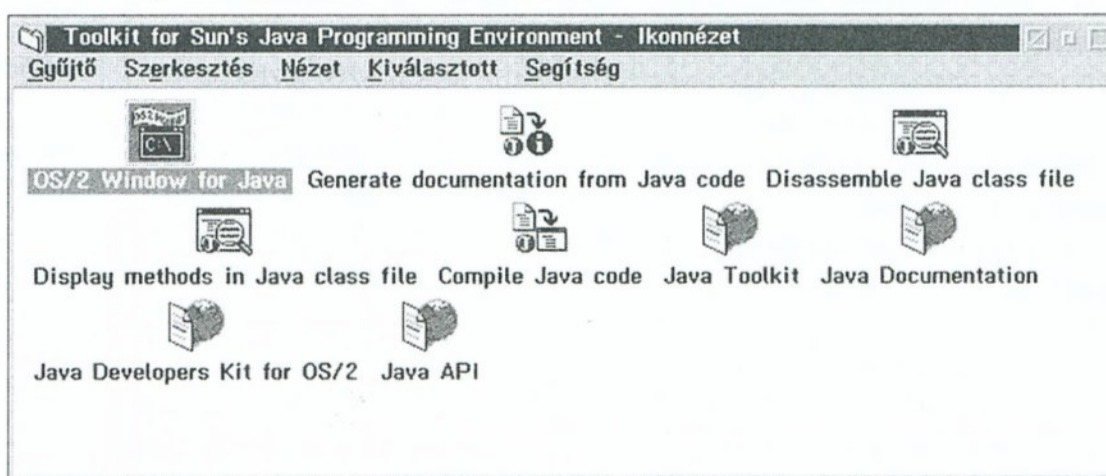 Toolkit for Sun's Java Programming Environment - Ikonnézet
Gyűjtő Szerkesztés Nézet Kiválasztott Segítség
C:\
OS/2 Window for Java Generate documentation from Java code Disassemble Java class file
Display methods in Java class file Compile Java code Java Toolkit Java Documentation
Java Developers Kit for OS/2 Java API